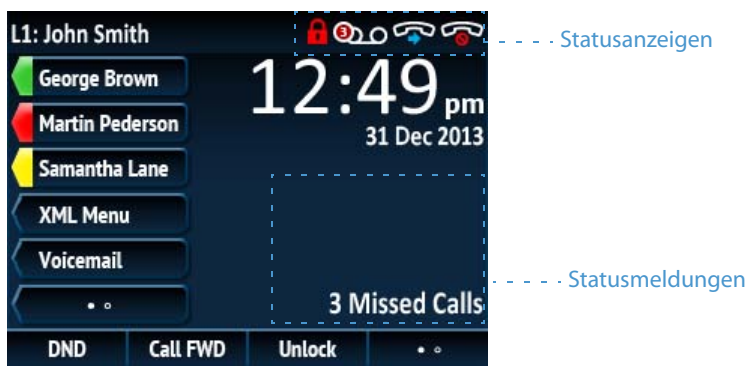 L1: John Smith
3
Statusanzeigen
George Brown
12:49 pm
Martin Pederson
31 Dec 2013
Samantha Lane
XML Menu
Voicemail
Statusmeldungen
3 Missed Calls
DND Call FWD Unlock